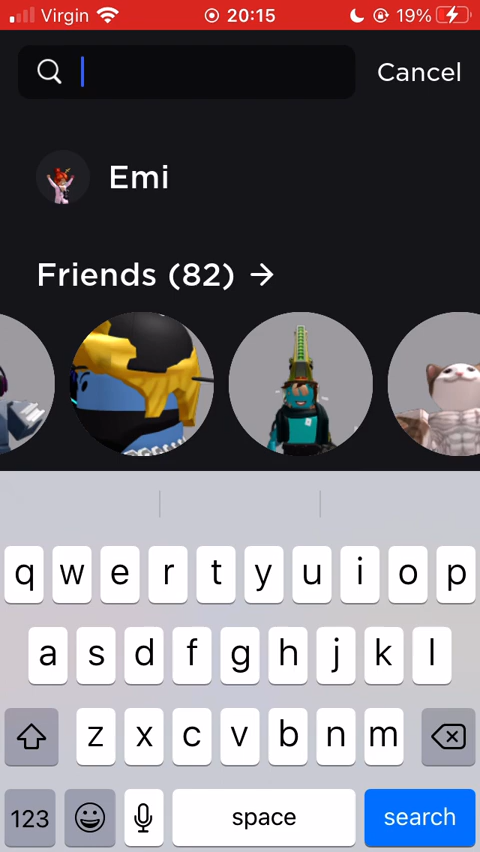 Virgin 20:15 19%
Cancel
Emi
Friends (82) →
q w e r t y u i o p
a s d f g h j k l
z x c v b n m
123 space search